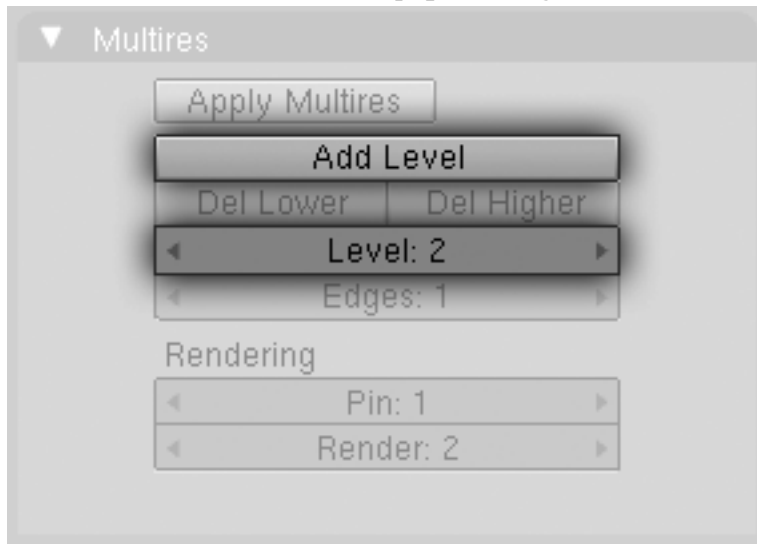 Multires
Apply Multires
Add Level
Del Lower Del Higher
Level: 2
Edges: 1
Rendering
Pin: 1
Render: 2